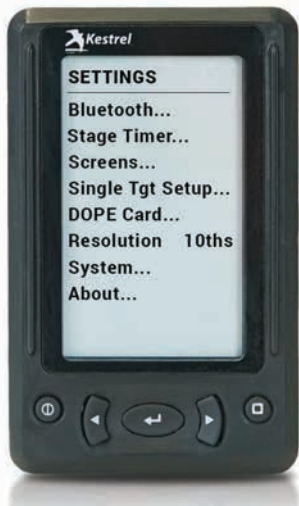 Kestrel
SETTINGS
Bluetooth...
Stage Timer...
Screens...
Single Tgt Setup...
DOPE Card...
Resolution 10ths
System...
About...